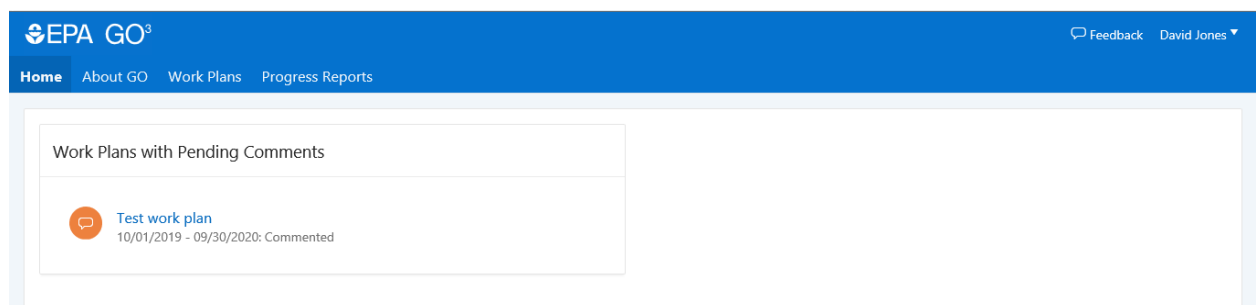 EPA GO³
Feedback David Jones
Home About GO Work Plans Progress Reports
Work Plans with Pending Comments
Test work plan
10/01/2019 - 09/30/2020: Commented